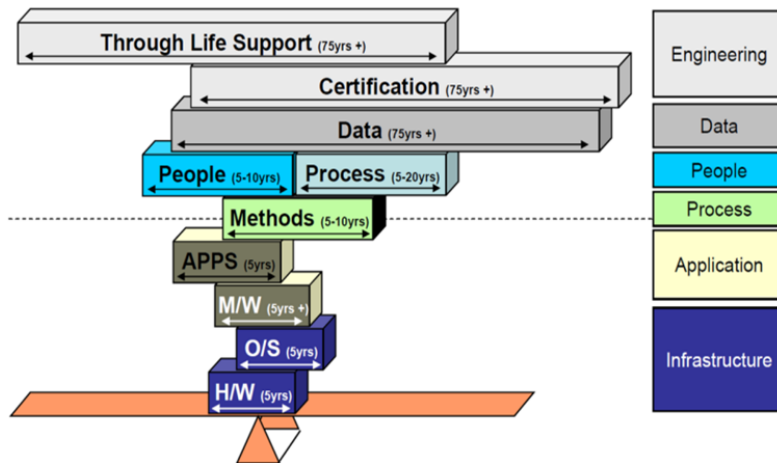 Through Life Support (75yrs +)
Certification (75yrs +)
Data (75yrs +)
People (5-10yrs)
Process (5-20yrs)
Methods (5-10yrs)
APPS (5yrs)
M/W (5yrs +)
O/S (5yrs)
H/W (5yrs)
Engineering
Data
People
Process
Application
Infrastructure